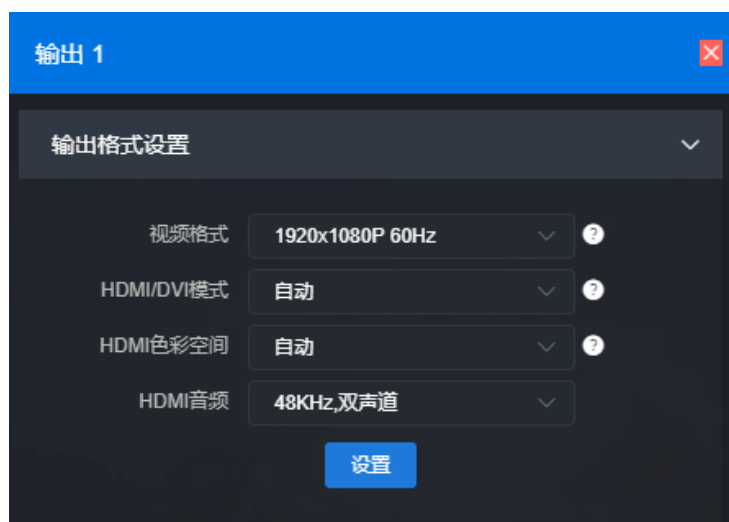 输出 1
输出格式设置
视频格式 1920x1080P 60Hz ?
HDMI/DVI模式 自动 ?
HDMI色彩空间 自动 ?
HDMI音频 48KHz,双声道
设置